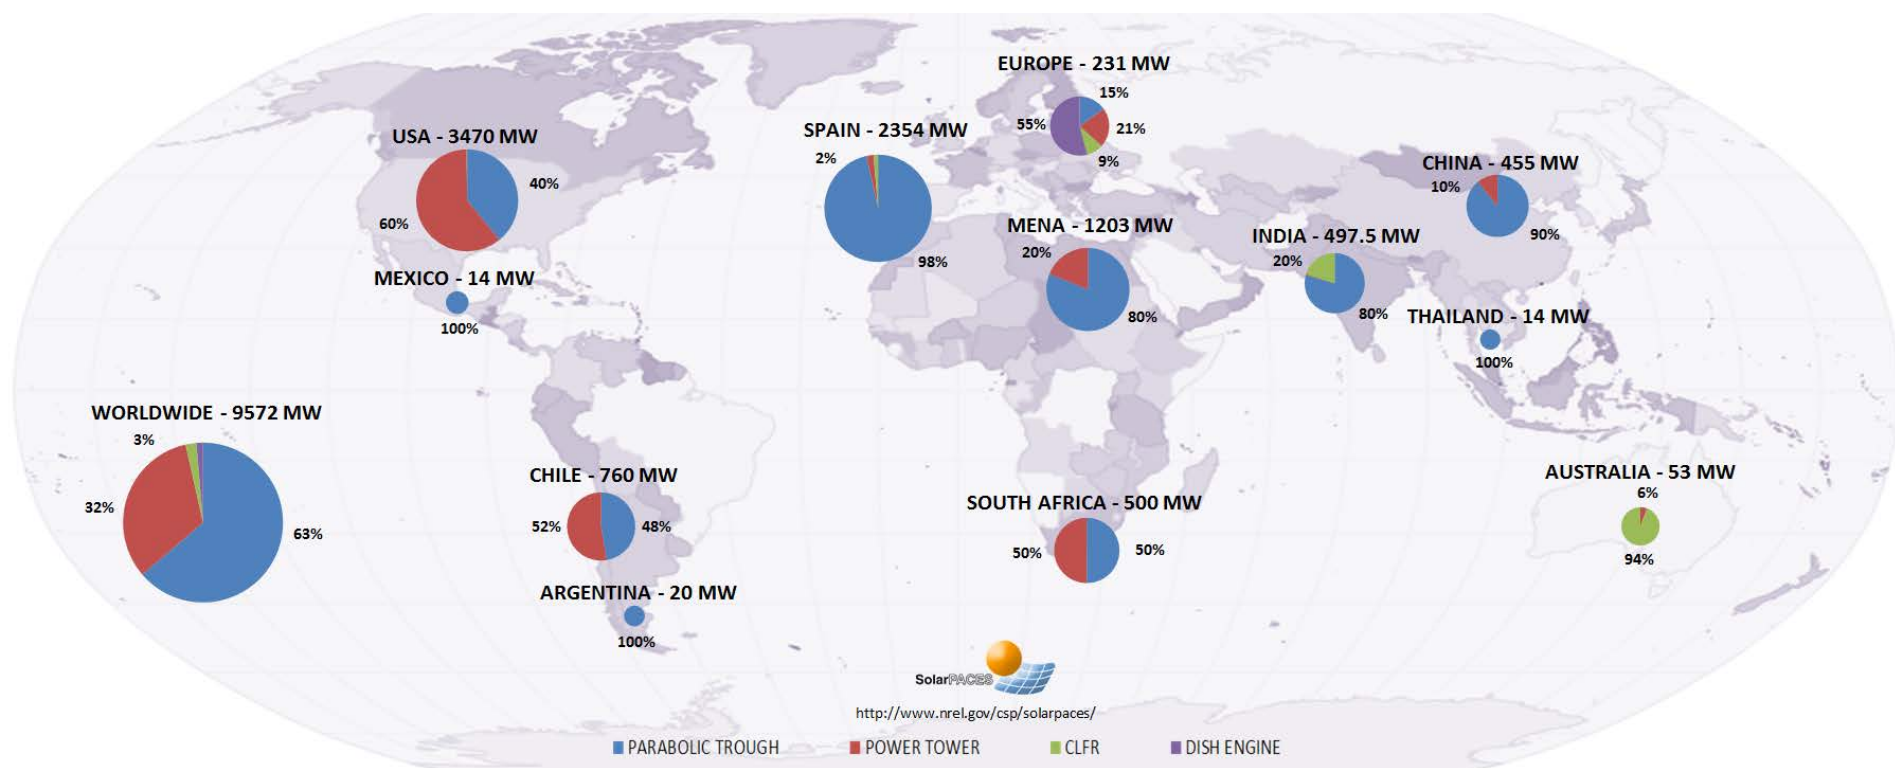 EUROPE - 231 MW
15%
55%
21%
9%
USA - 3470 MW
40%
60%
SPAIN - 2354 MW
2%
98%
CHINA - 455 MW
10%
90%
MENA - 1203 MW
20%
80%
INDIA - 497.5 MW
20%
80%
MEXICO - 14 MW
100%
THAILAND - 14 MW
100%
WORLDWIDE - 9572 MW
3%
32%
63%
CHILE - 760 MW
52%
48%
SOUTH AFRICA - 500 MW
50%
50%
AUSTRALIA - 53 MW
6%
94%
ARGENTINA - 20 MW
100%
SolarPACES
http://www.nrel.gov/csp/solarpaces/
PARABOLIC TROUGH POWER TOWER CLFR DISH ENGINE